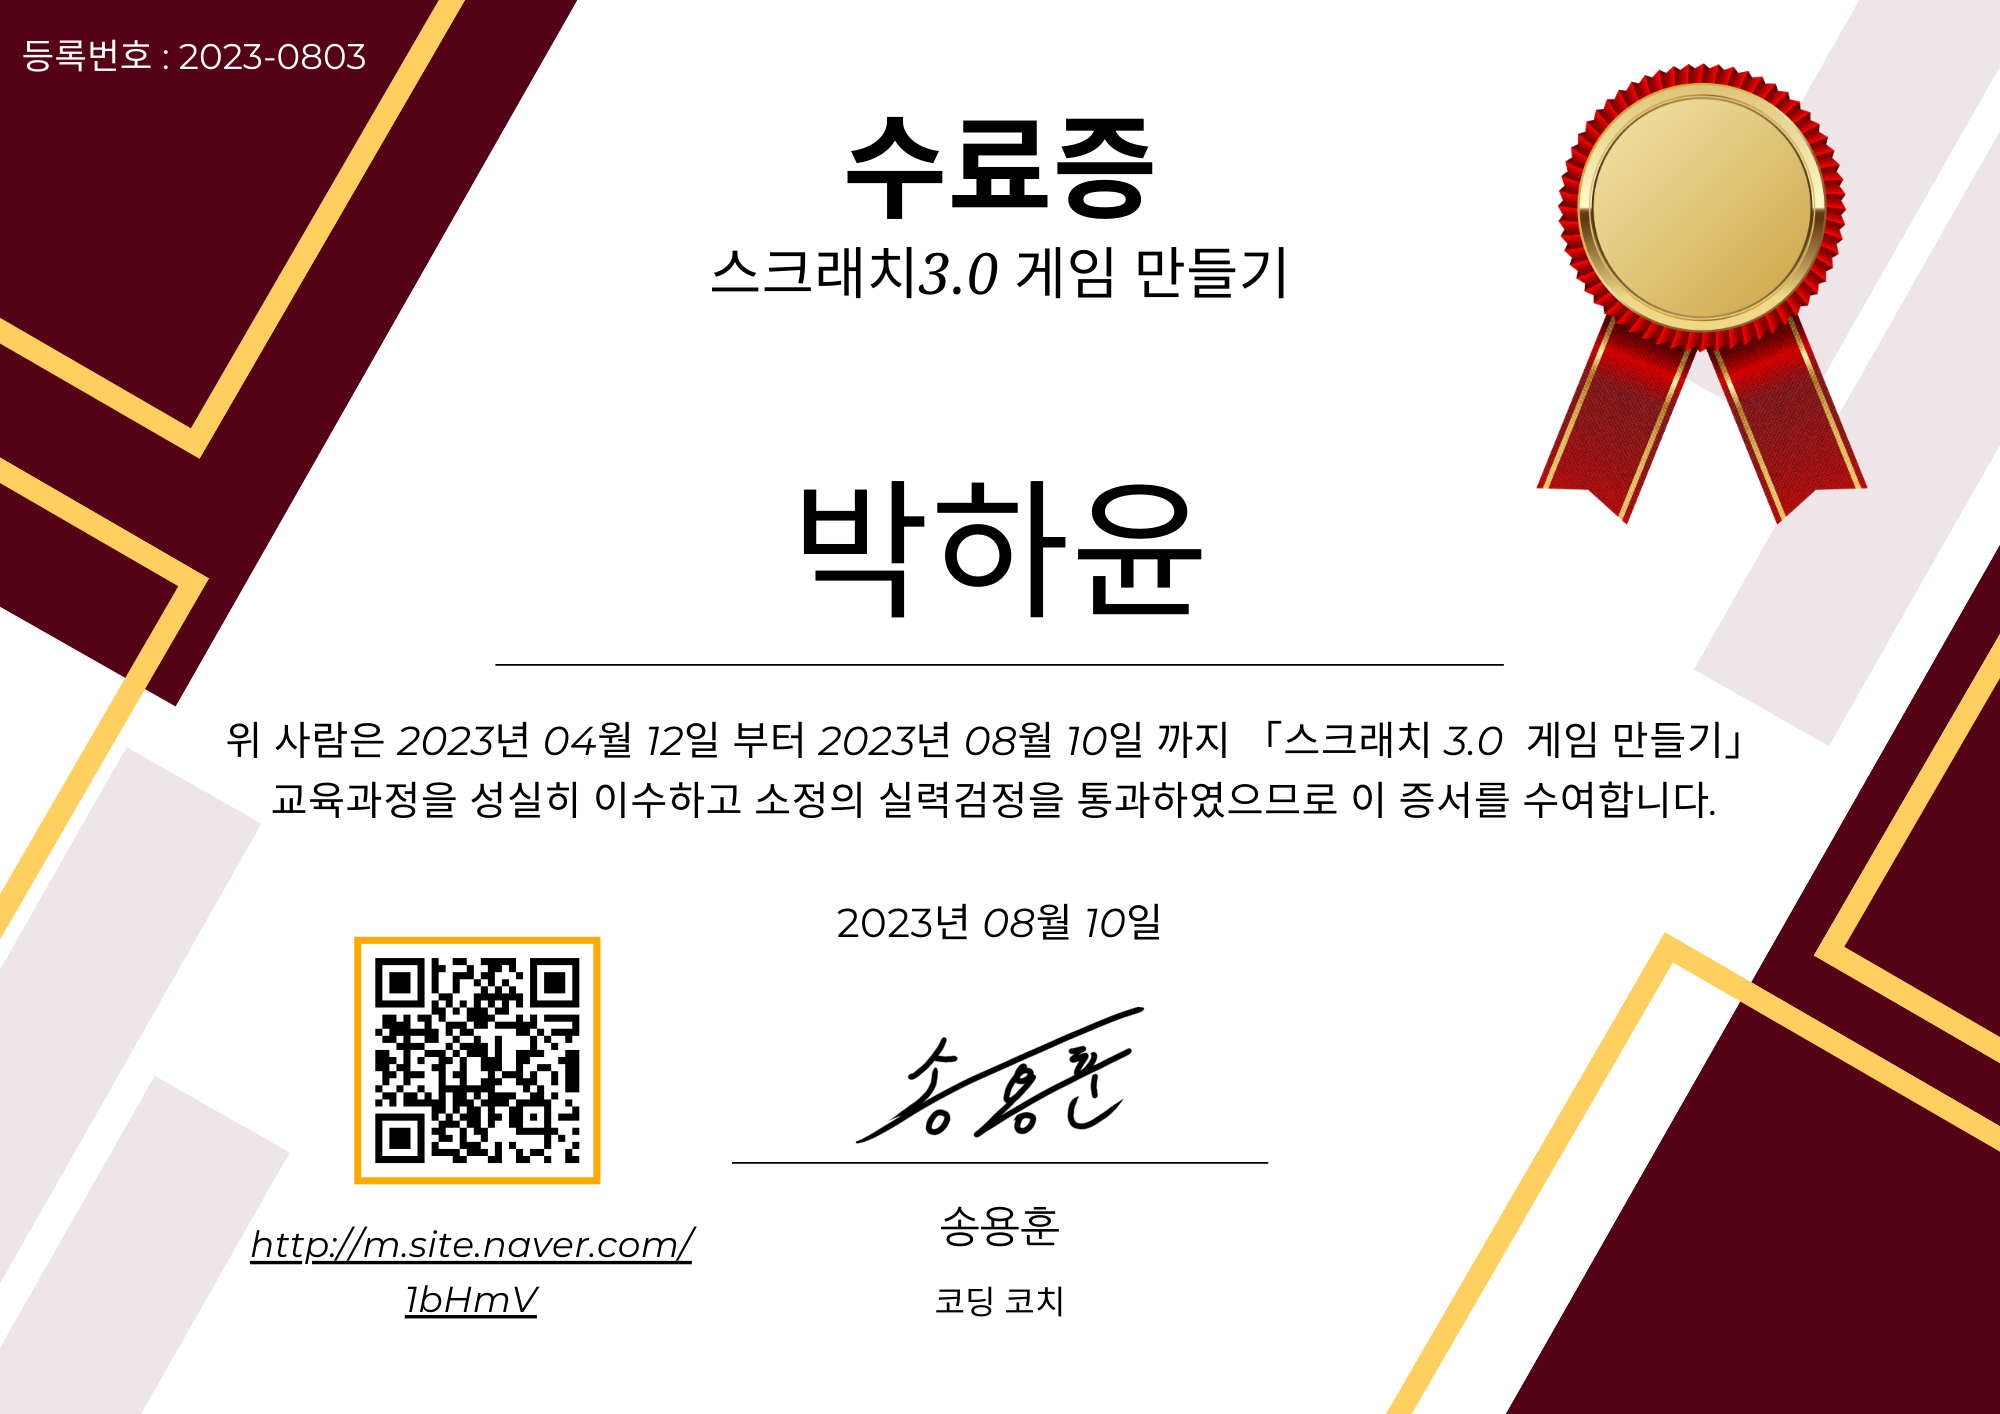 등록번호 : 2023-0803
수료증
스크래치3.0 게임 만들기
박하윤
위 사람은 2023년 04월 12일 부터 2023년 08월 10일 까지 「스크래치 3.0  게임 만들기」
교육과정을 성실히 이수하고 소정의 실력검정을 통과하였으므로 이 증서를 수여합니다.
2023년 08월 10일
송용훈
http://m.site.naver.com/
1bHmV
송용훈
코딩 코치